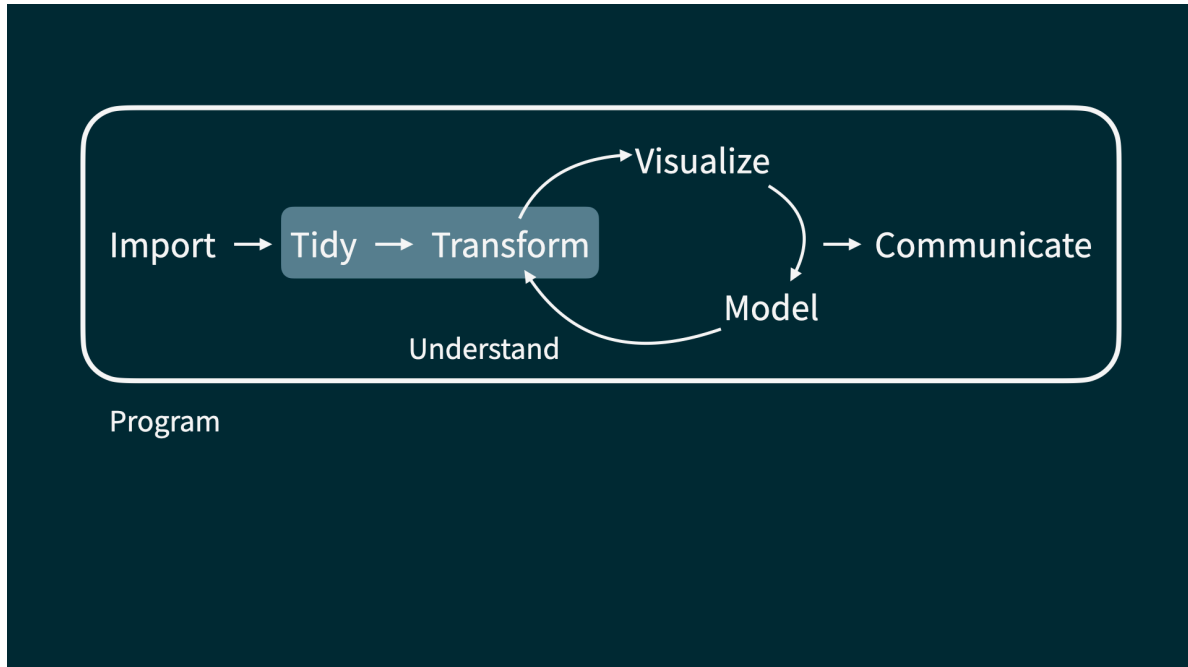 Visualize
Import
Tidy
Transform
Communicate
Model
Understand
Program